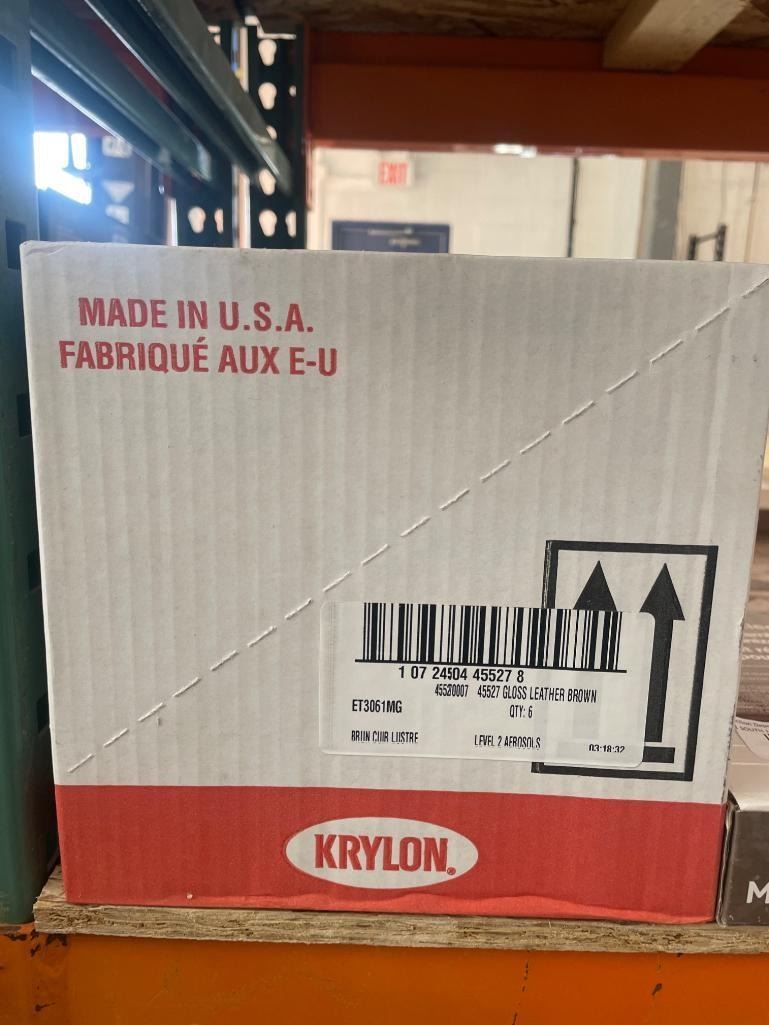 EXIT
MADE IN U.S.A.
FABRIQUÉ AUX E-U
1 07 24504 45527 8
45520007 45527 GLOSS LEATHER BROWN
ET3061MG QTY: 6
BRUN CUIR LUSTRE LEVEL 2 AEROSOLS 03:18:32
KRYLON®
M